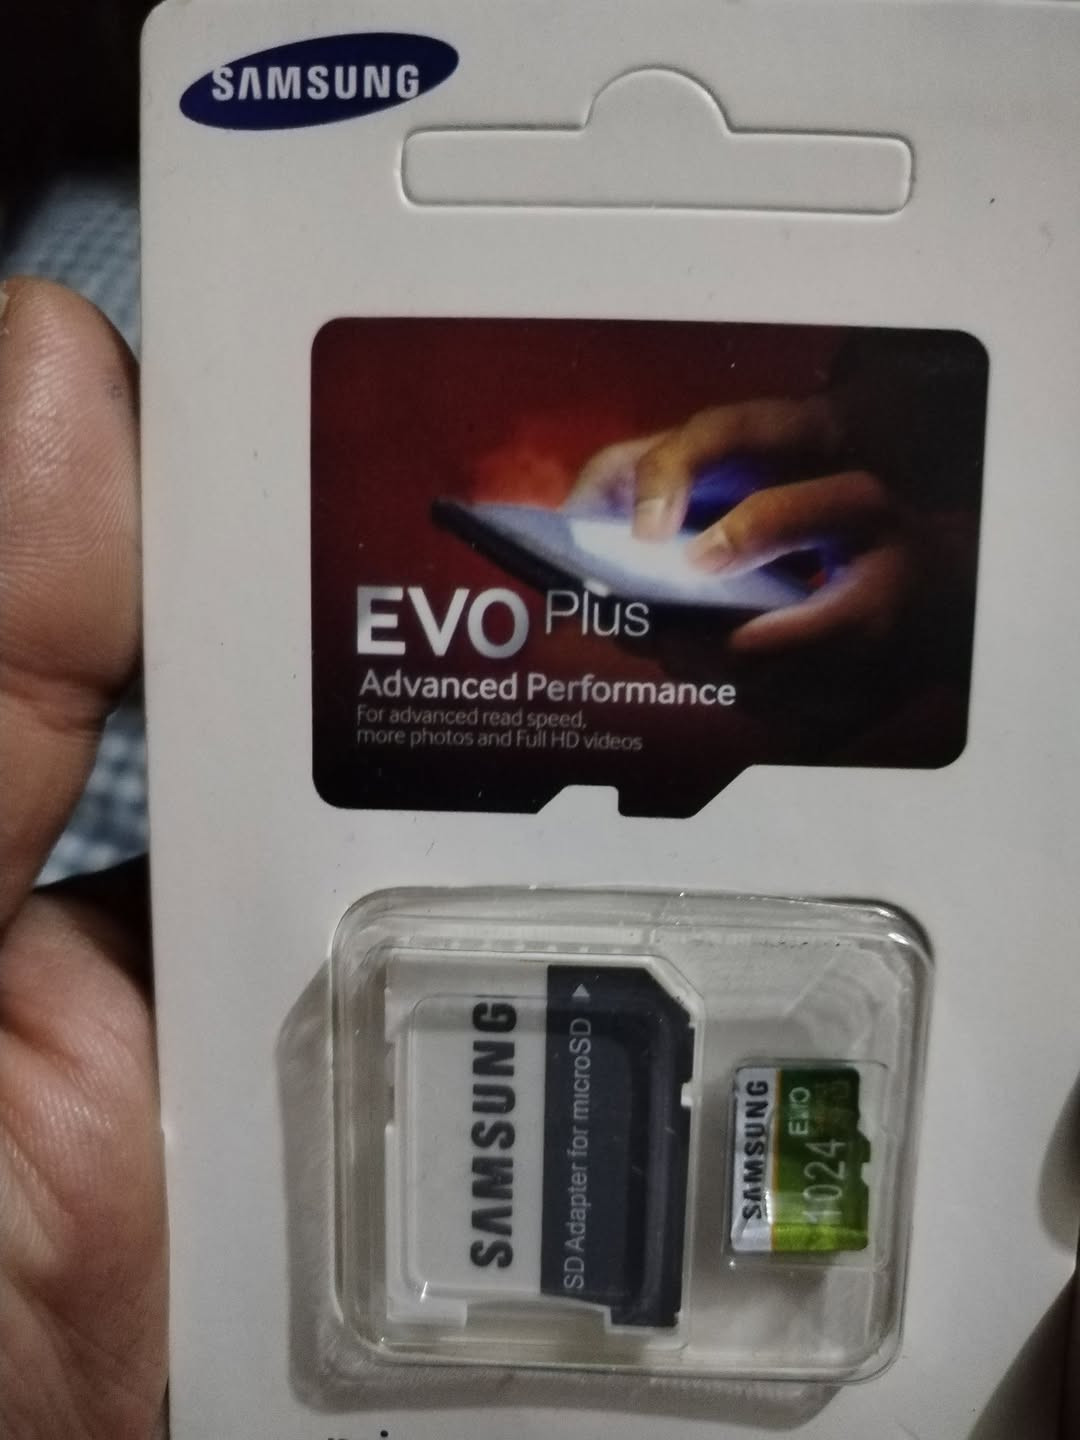 SAMSUNG
EVO Plus
Advanced Performance
For advanced read speed,
more photos and Full HD videos
SAMSUNG
SD Adapter for microSD
SAMSUNG
EVO
1024